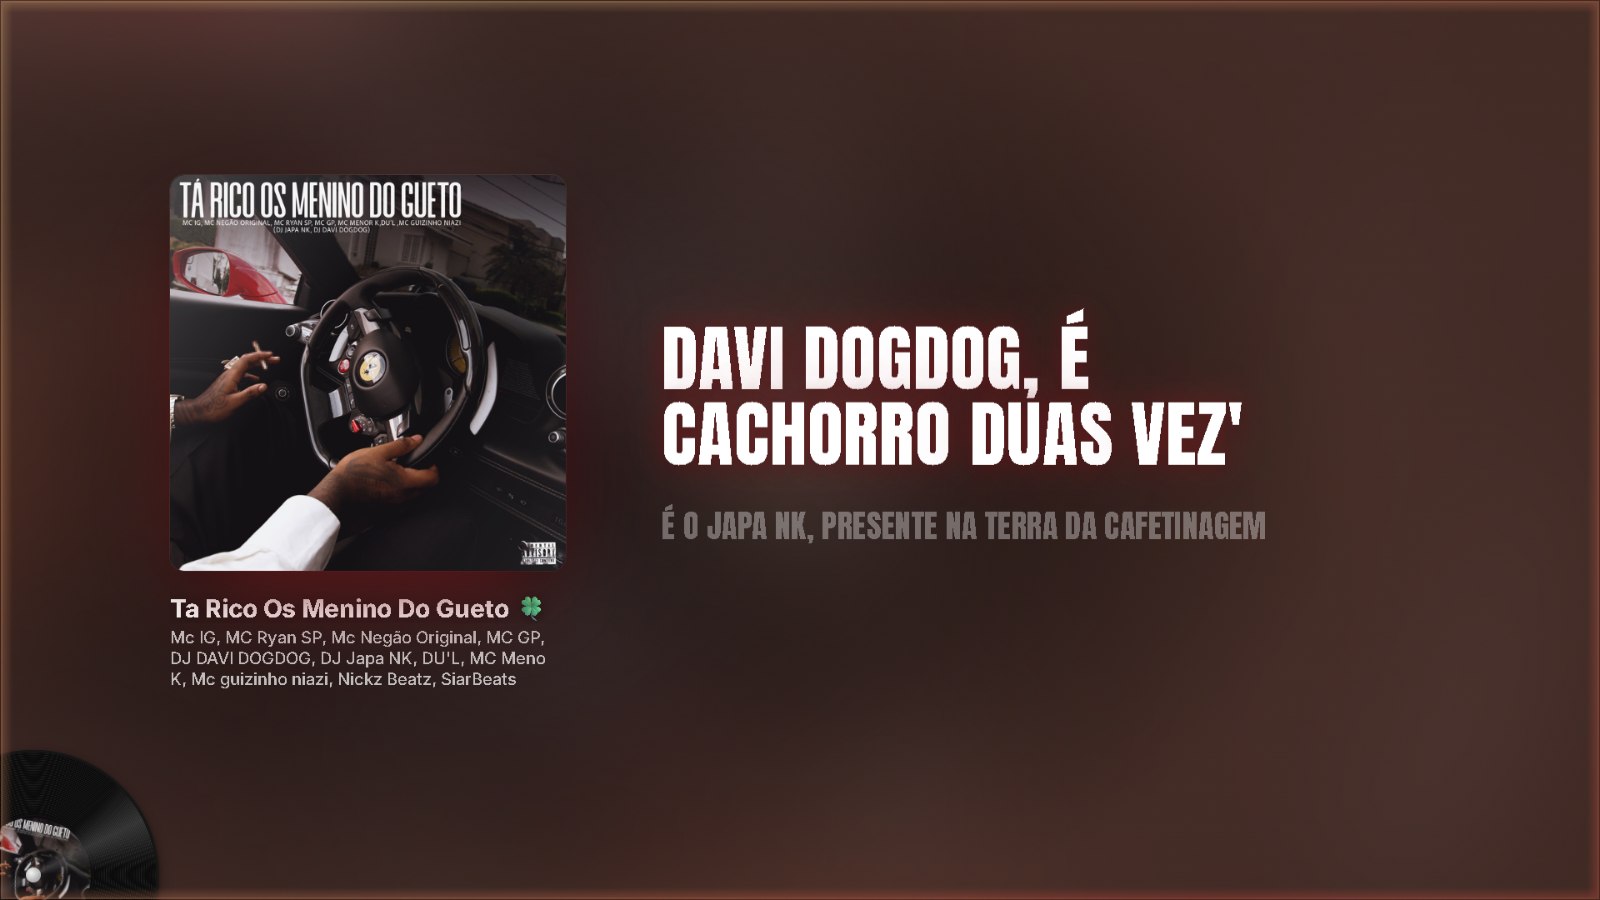 TÁ RICO OS MENINO DO GUETO
MC IG, MC NEGÃO ORIGINAL, MC RYAN SP, MC GP, MC MENOR K,DU'L ,MC GUIZINHO NIAZI
(DJ JAPA NK, DJ DAVI DOGDOG)
DAVI DOGDOG, É
CACHORRO DUAS VEZ'
É O JAPA NK, PRESENTE NA TERRA DA CAFETINAGEM
Ta Rico Os Menino Do Gueto 🍀
Mc IG, MC Ryan SP, Mc Negão Original, MC GP,
DJ DAVI DOGDOG, DJ Japa NK, DU'L, MC Meno
K, Mc guizinho niazi, Nickz Beatz, SiarBeats
OS MENINO DO GUETO